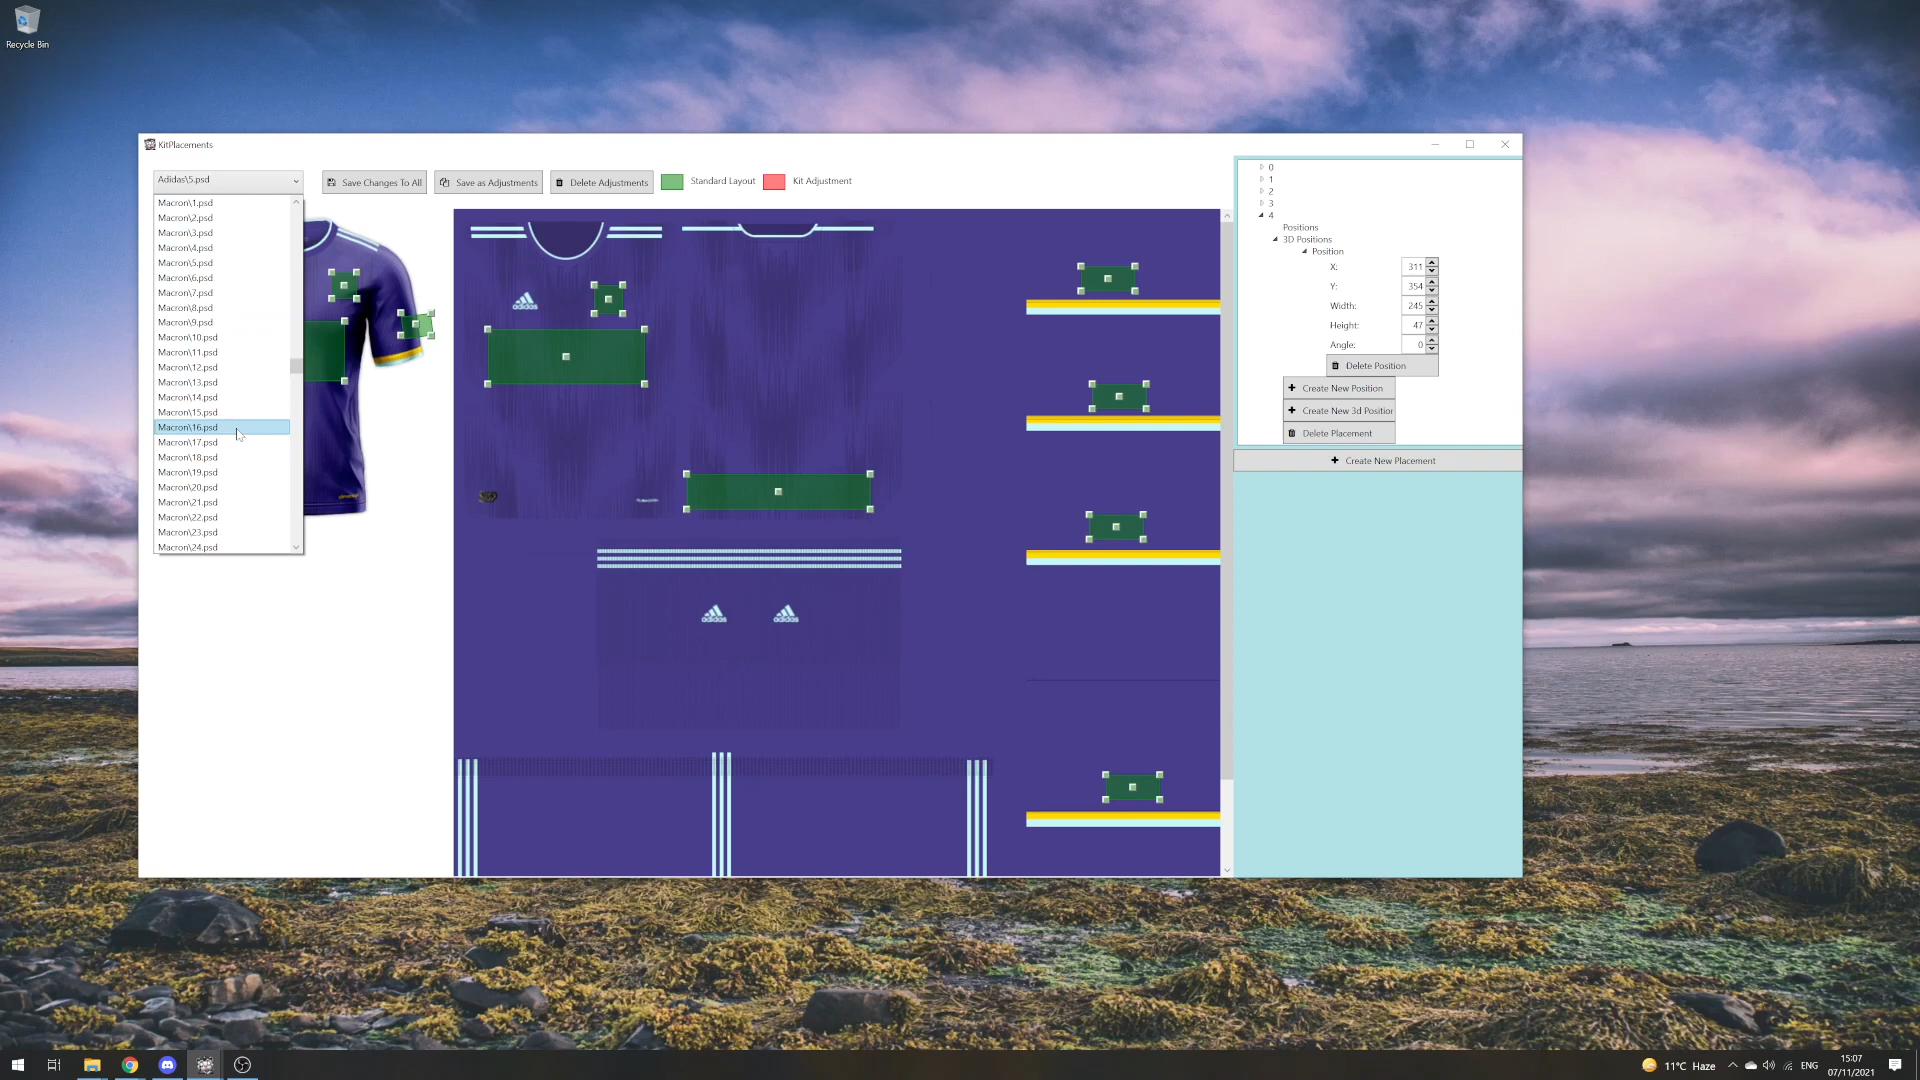 Recycle Bin
KitPlacements
Adidas\5.psd
Save Changes To All
Save as Adjustments
Delete Adjustments
Standard Layout
Kit Adjustment
Macron\1.psd
Macron\2.psd
Macron\3.psd
Macron\4.psd
Macron\5.psd
Macron\6.psd
Macron\7.psd
Macron\8.psd
Macron\9.psd
Macron\10.psd
Macron\11.psd
Macron\12.psd
Macron\13.psd
Macron\14.psd
Macron\15.psd
Macron\16.psd
Macron\17.psd
Macron\18.psd
Macron\19.psd
Macron\20.psd
Macron\21.psd
Macron\22.psd
Macron\23.psd
Macron\24.psd
adidas
adidas
adidas
0
1
2
3
4
Positions
3D Positions
Position
X: 311
Y: 354
Width: 245
Height: 47
Angle: 0
Delete Position
Create New Position
Create New 3d Position
Delete Placement
Create New Placement
11°C Haze
ENG
15:07
07/11/2021